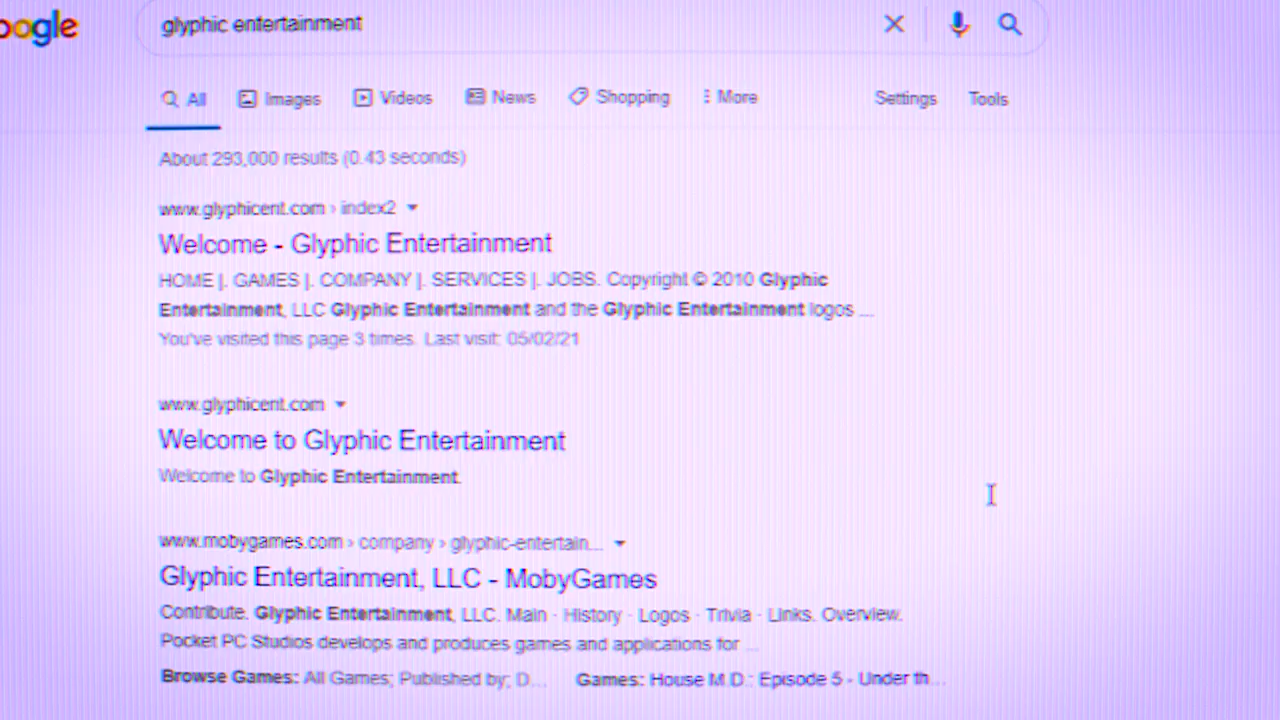 oogle
glyphic entertainment
All Images Videos News Shopping More Settings Tools
About 293,000 results (0.43 seconds)
www.glyphicent.com › index2
Welcome - Glyphic Entertainment
HOME |. GAMES |. COMPANY |. SERVICES |. JOBS. Copyright © 2010 Glyphic
Entertainment, LLC Glyphic Entertainment and the Glyphic Entertainment logos ...
You've visited this page 3 times. Last visit: 05/02/21
www.glyphicent.com
Welcome to Glyphic Entertainment
Welcome to Glyphic Entertainment.
www.mobygames.com › company › glyphic-entertain...
Glyphic Entertainment, LLC - MobyGames
Contribute. Glyphic Entertainment, LLC. Main · History · Logos · Trivia · Links. Overview.
Pocket PC Studios develops and produces games and applications for ...
Browse Games: All Games; Published by; D... Games: House M.D.: Episode 5 - Under th...